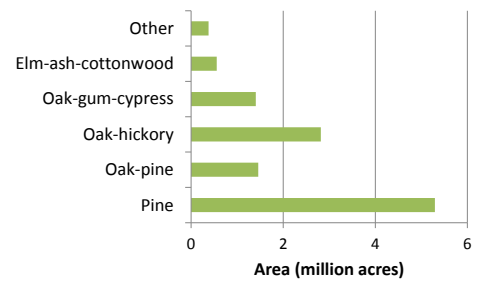 Other
Elm-ash-cottonwood
Oak-gum-cypress
Oak-hickory
Oak-pine
Pine
0 2 4 6
Area (million acres)